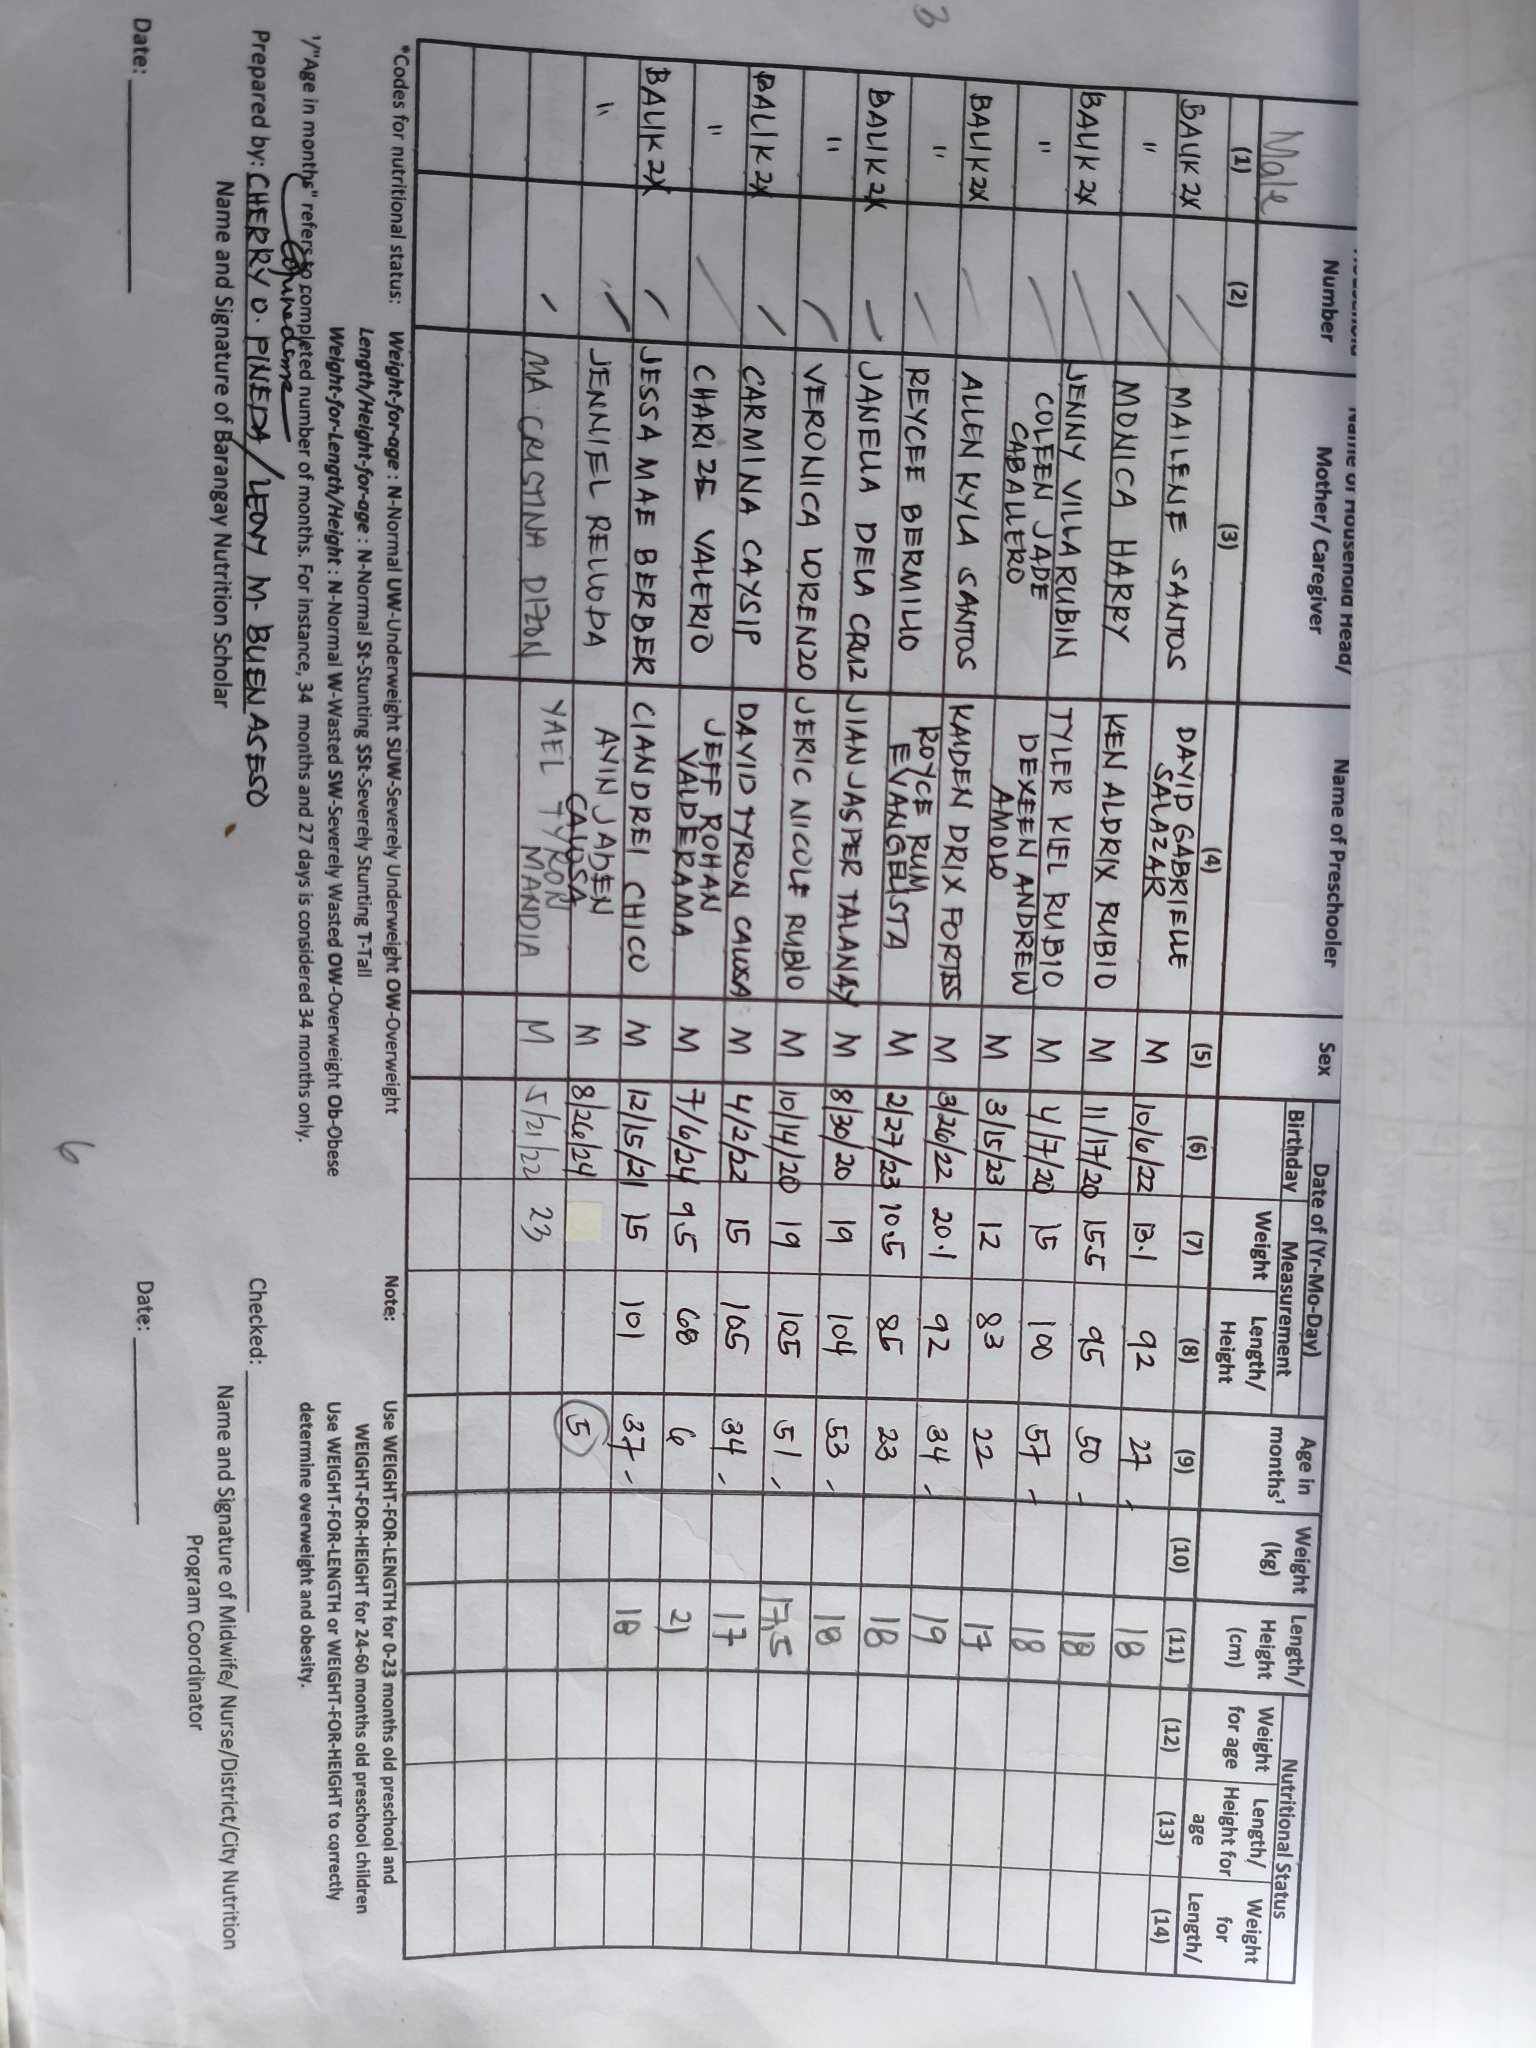 Number
Name of Household Head/
Mother/ Caregiver
Name of Preschooler
Sex
Date of (Yr-Mo-Day)
Birthday
Measurement
Weight
Length/
Height
Age in
months¹
Weight
(kg)
Length/
Height
(cm)
Nutritional Status
Weight
for age
Length/
Height for
age
Weight
for
Length/
Male
(1) (2) (3) (4) (5) (6) (7) (8) (9) (10) (11) (12) (13) (14)
BALIK 2X MAILENE SANTOS DAVID GABRIELLE SALAZAR M 10/6/22 13.1 92 27 18
" MONICA HARRY KEN ALDRIX RUBIO M 11/17/20 15.5 95 50 18
BALIK 2X JENNY VILLARUBIN TYLER KIEL RUBIO M 4/7/20 15 100 57 18
" COLEEN JADE CABALLERO DEXEEN ANDREW AMOLO M 3/15/23 12 83 22 17
BALIK 2X ALLEN KYLA SANTOS KAIDEN DRIX FORTES M 3/26/22 20.1 92 34 19
" REYCEE BERMILLO ROYCE RUM EVANGELISTA M 2/27/23 10.5 85 23 18
BALIK 2X JANELLA DELA CRUZ JIAN JASPER TALANAY M 8/30/20 19 104 53 18
" VERONICA LORENZO JERIC NICOLE RUBIO M 10/14/20 19 105 51 17.5
BALIK 2X CARMINA CAYSIP DAVID TYRON CALOSA M 4/2/22 15 105 34 17
" CHARIZE VALERIO JEFF ROHAN VALDERAMA M 7/6/24 9.5 68 6 21
BALIK 2X JESSA MAE BERBER CIANDREI CHICO M 12/15/21 15 101 37 18
" JENNIEL RELLODA AVIN JADEN CALOSA M 8/26/24 5
MA CRISTINA DIZON YAEL TYRON MANDIA M 5/21/22 23
3
*Codes for nutritional status: Weight-for-age : N-Normal UW-Underweight SUW-Severely Underweight OW-Overweight
Length/Height-for-age : N-Normal St-Stunting SSt-Severely Stunting T-Tall
Weight-for-Length/Height : N-Normal W-Wasted SW-Severely Wasted OW-Overweight Ob-Obese
¹/"Age in months" refers to completed number of months. For instance, 34 months and 27 days is considered 34 months only.
Note: Use WEIGHT-FOR-LENGTH for 0-23 months old preschool and
WEIGHT-FOR-HEIGHT for 24-60 months old preschool children
Use WEIGHT-FOR-LENGTH or WEIGHT-FOR-HEIGHT to correctly
determine overweight and obesity.
Prepared by: CHERRY O. PINEDA/LEONY M. BUENASESO
Name and Signature of Barangay Nutrition Scholar
Checked:
Name and Signature of Midwife/ Nurse/District/City Nutrition
Program Coordinator
Date:
Date:
6